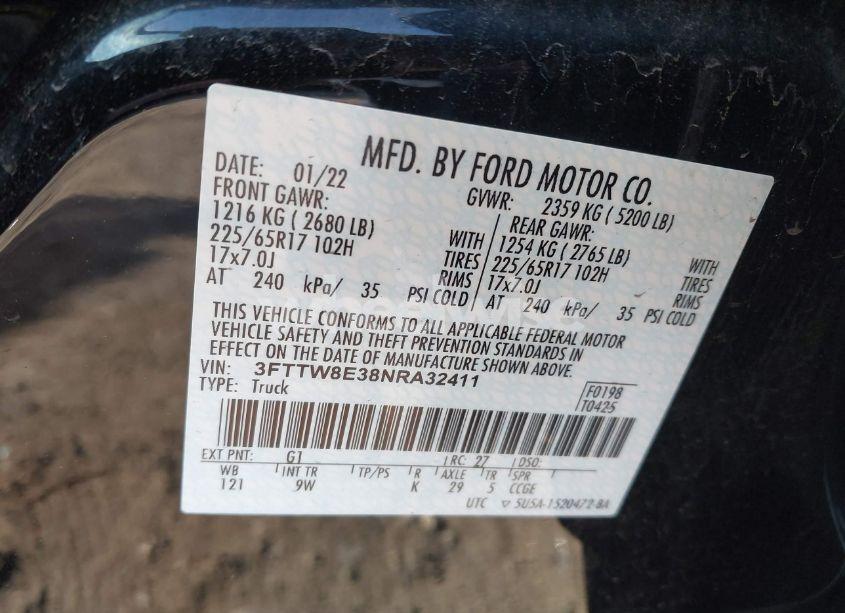 MFD. BY FORD MOTOR CO.
DATE: 01/22 GVWR: 2359 KG ( 5200 LB)
FRONT GAWR: REAR GAWR:
1216 KG ( 2680 LB) WITH 1254 KG ( 2765 LB) WITH
225/65R17 102H TIRES 225/65R17 102H TIRES
17x7.0J RIMS 17x7.0J RIMS
AT 240 kPa/ 35 PSI COLD AT 240 kPa/ 35 PSI COLD
THIS VEHICLE CONFORMS TO ALL APPLICABLE FEDERAL MOTOR
VEHICLE SAFETY AND THEFT PREVENTION STANDARDS IN
EFFECT ON THE DATE OF MANUFACTURE SHOWN ABOVE.
VIN: 3FTTW8E38NRA32411
TYPE: Truck
F0198
T0425
EXT PNT: G1 RC: 27 DSO:
WB INT TR TP/PS R AXLE TR SPR
121 9W K 29 5 CCGE
UTC ▽ 5U5A-1520472-BA